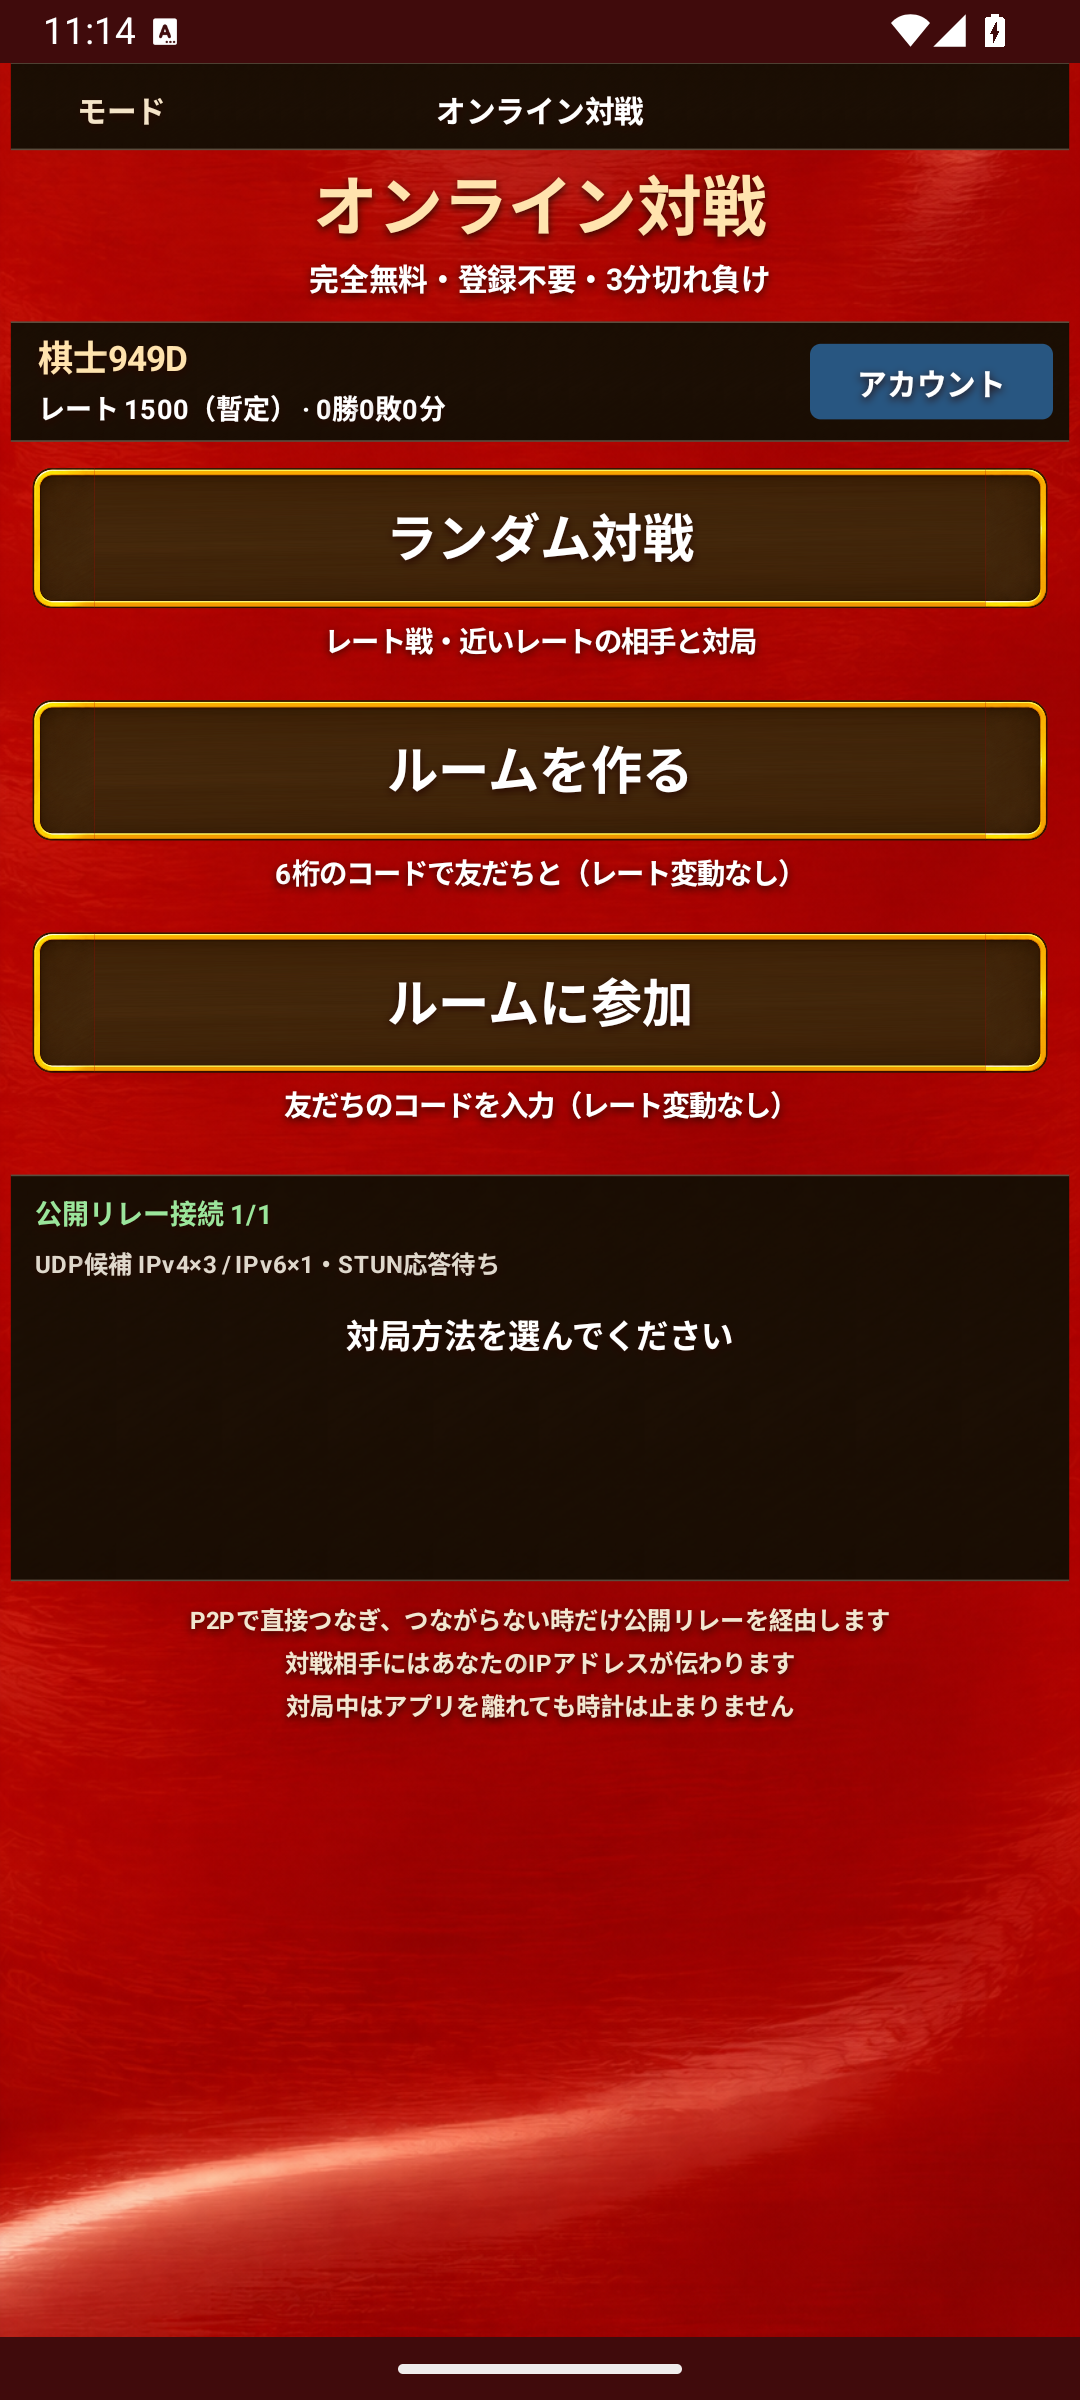 11:14
モード
オンライン対戦
オンライン対戦
完全無料・登録不要・3分切れ負け
棋士949D
レート 1500（暫定） · 0勝0敗0分
アカウント
ランダム対戦
レート戦・近いレートの相手と対局
ルームを作る
6桁のコードで友だちと（レート変動なし）
ルームに参加
友だちのコードを入力（レート変動なし）
公開リレー接続 1/1
UDP候補 IPv4×3 / IPv6×1・STUN応答待ち
対局方法を選んでください
P2Pで直接つなぎ、つながらない時だけ公開リレーを経由します
対戦相手にはあなたのIPアドレスが伝わります
対局中はアプリを離れても時計は止まりません